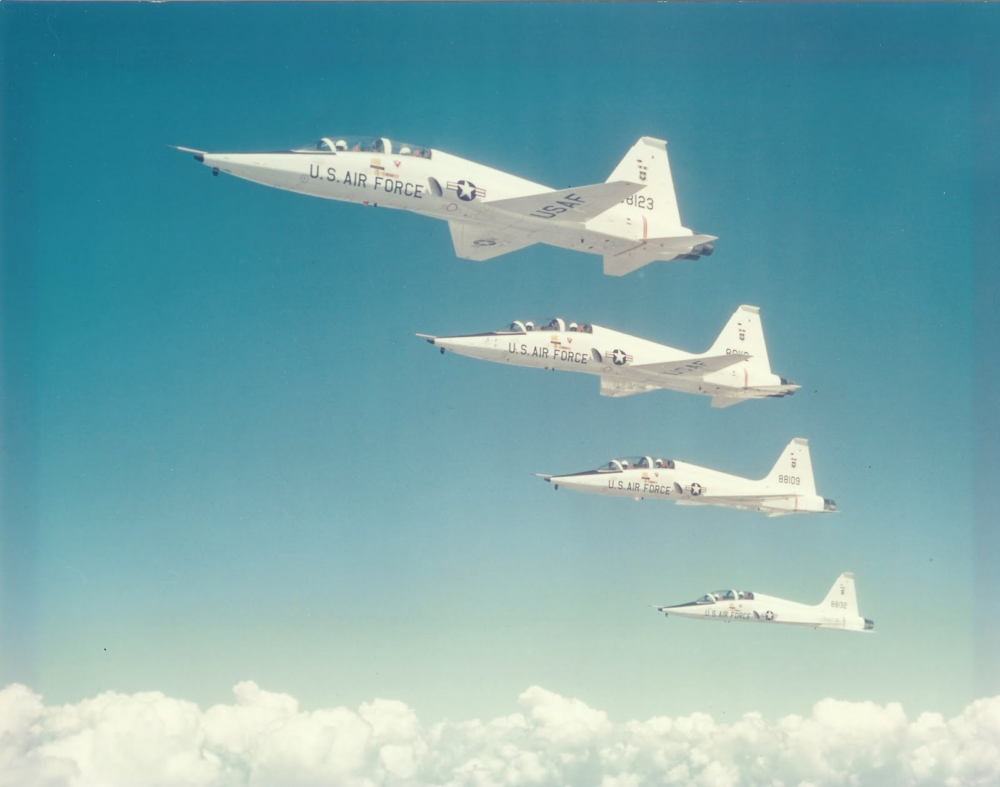 U.S. AIR FORCE
USAF
8123
U.S. AIR FORCE
USAF
U.S. AIR FORCE
88109
U.S. AIR FORCE
88132